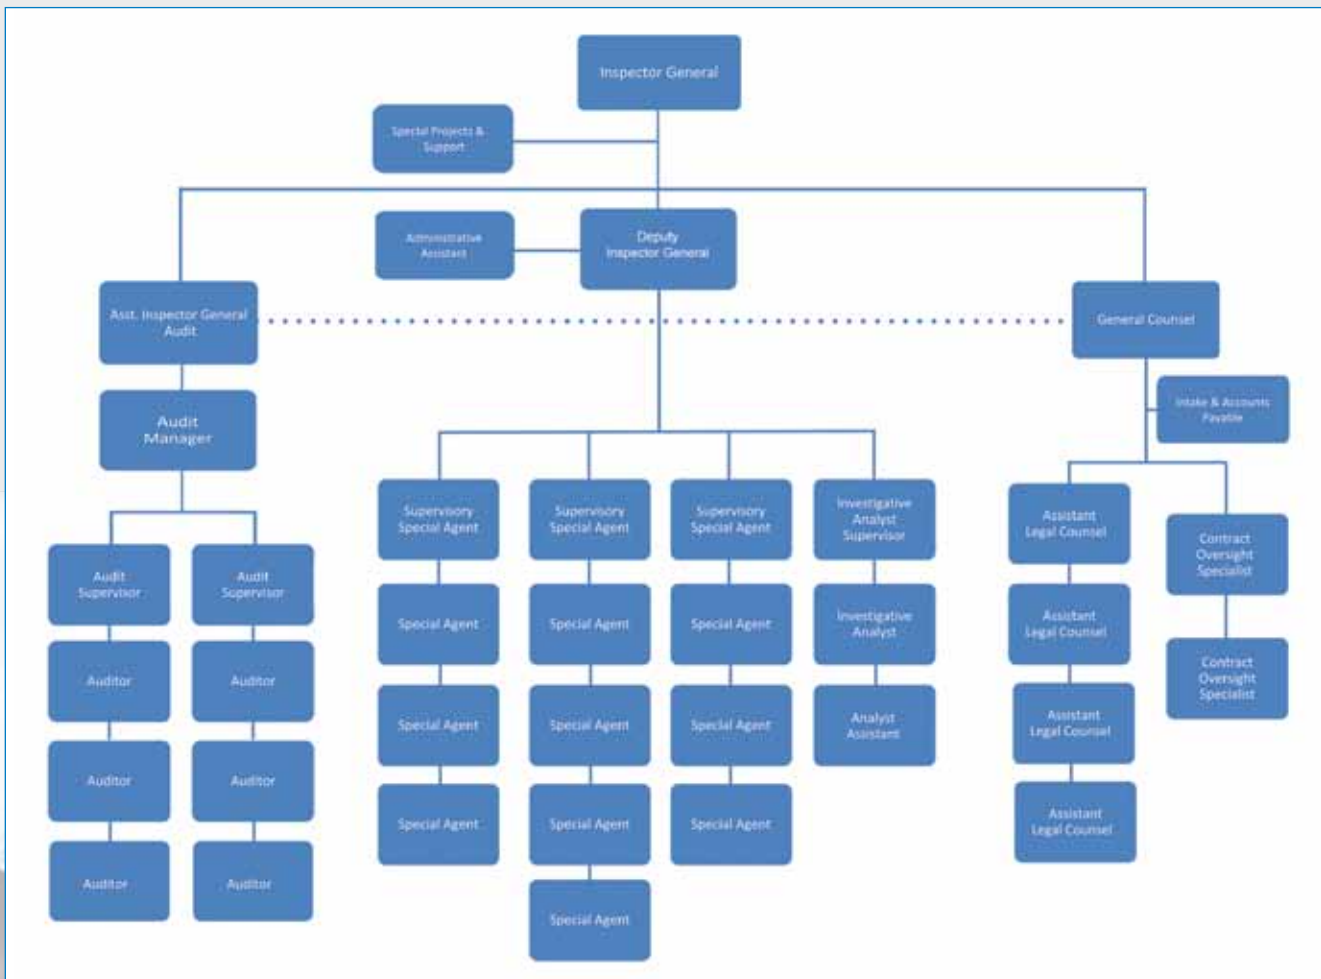 Inspector General
Special Projects &
Support
Administrative
Assistant
Deputy
Inspector General
Asst. Inspector General
Audit
General Counsel
Audit
Manager
Intake & Accounts
Payable
Audit
Supervisor
Auditor
Auditor
Auditor
Audit
Supervisor
Auditor
Auditor
Auditor
Supervisory
Special Agent
Special Agent
Special Agent
Special Agent
Supervisory
Special Agent
Special Agent
Special Agent
Special Agent
Special Agent
Supervisory
Special Agent
Special Agent
Special Agent
Special Agent
Investigative
Analyst
Supervisor
Investigative
Analyst
Analyst
Assistant
Assistant
Legal Counsel
Assistant
Legal Counsel
Assistant
Legal Counsel
Assistant
Legal Counsel
Contract
Oversight
Specialist
Contract
Oversight
Specialist